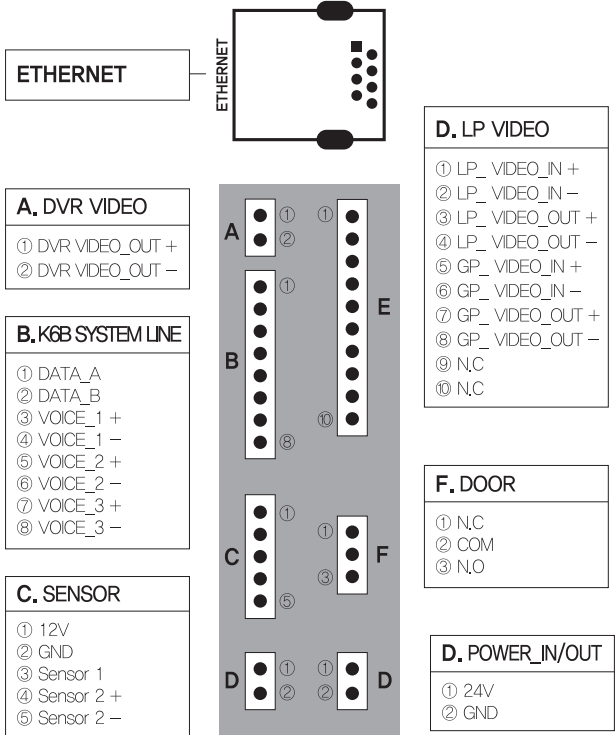 ETHERNET
ETHERNET
D. LP VIDEO
① LP_ VIDEO_IN +
② LP_ VIDEO_IN −
③ LP_ VIDEO_OUT +
④ LP_ VIDEO_OUT −
⑤ GP_ VIDEO_IN +
⑥ GP_ VIDEO_IN −
⑦ GP_ VIDEO_OUT +
⑧ GP_ VIDEO_OUT −
⑨ N.C
⑩ N.C
A. DVR VIDEO
① DVR VIDEO_OUT +
② DVR VIDEO_OUT −
B. K6B SYSTEM LINE
① DATA_A
② DATA_B
③ VOICE_1 +
④ VOICE_1 −
⑤ VOICE_2 +
⑥ VOICE_2 −
⑦ VOICE_3 +
⑧ VOICE_3 −
C. SENSOR
① 12V
② GND
③ Sensor 1
④ Sensor 2 +
⑤ Sensor 2 −
A
①
②
B
①
⑧
C
①
⑤
D
①
②
①
⑩
E
①
③
F
①
②
D
F. DOOR
① N.C
② COM
③ N.O
D. POWER_IN/OUT
① 24V
② GND